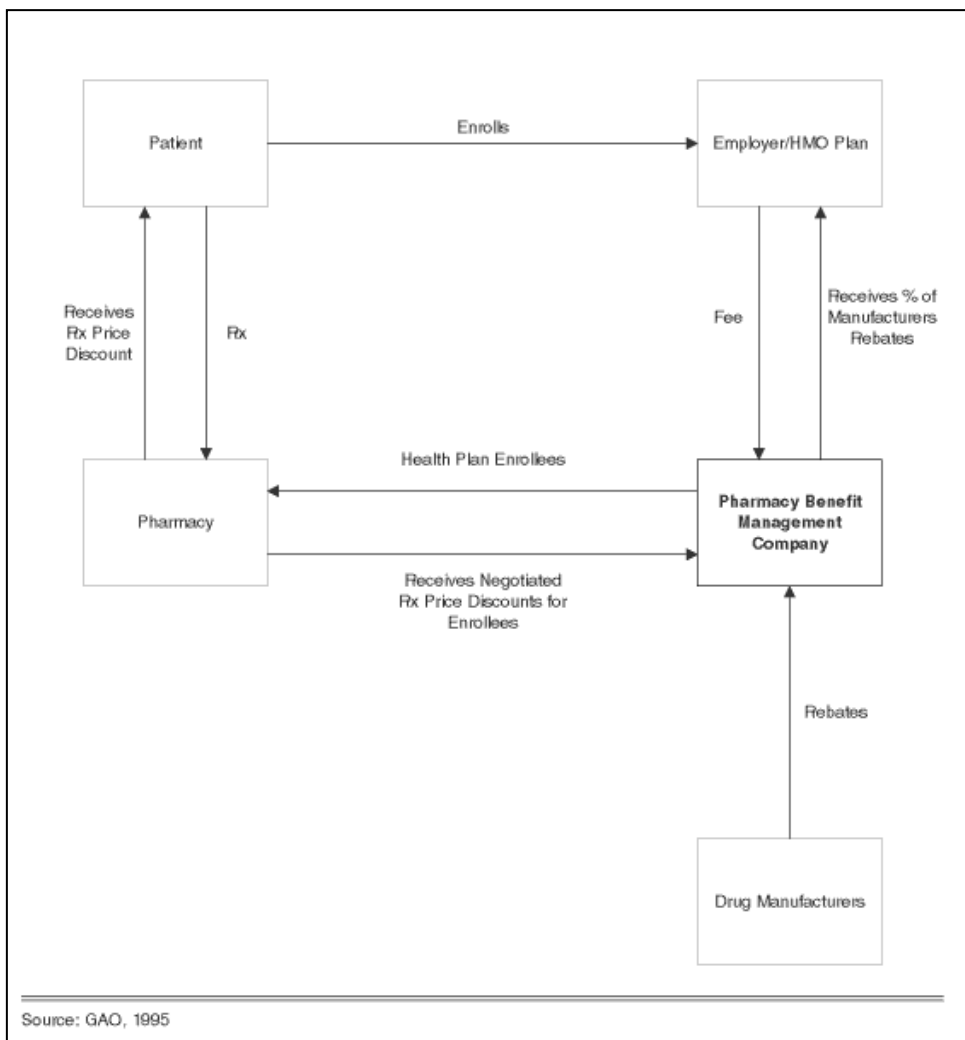 Patient
Enrolls
Employer/HMO Plan
Receives
Rx Price
Discount
Rx
Fee
Receives % of
Manufacturers
Rebates
Health Plan Enrollees
Pharmacy
Pharmacy Benefit
Management
Company
Receives Negotiated
Rx Price Discounts for
Enrollees
Rebates
Drug Manufacturers
Source: GAO, 1995